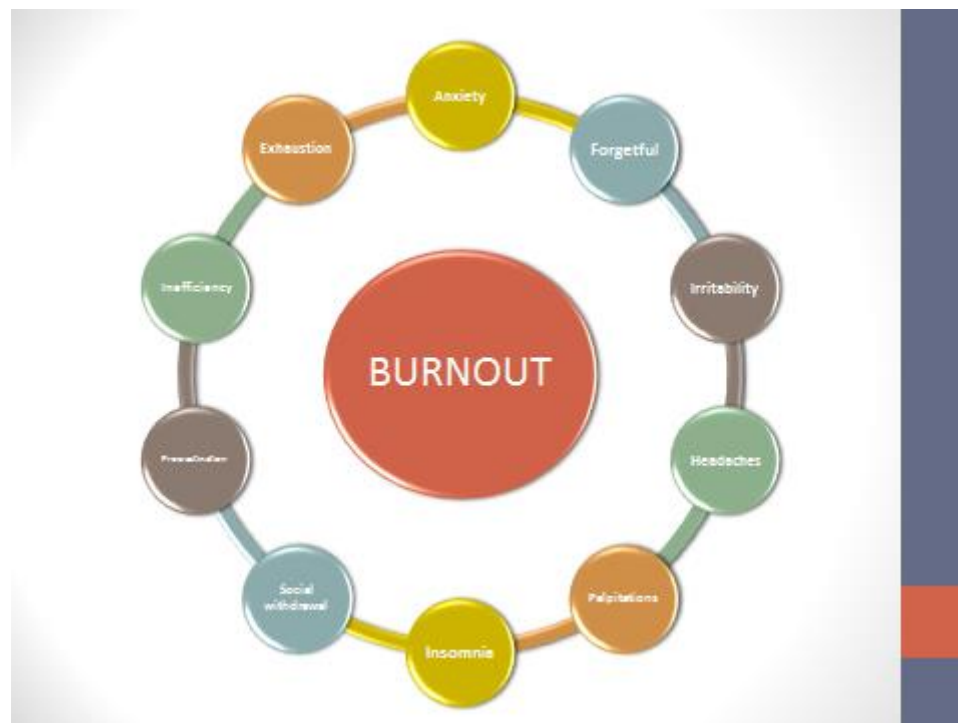 Anxiety
Forgetful
Irritability
Headaches
Palpitations
Insomnia
Social
withdrawal
Inefficiency
Exhaustion
BURNOUT